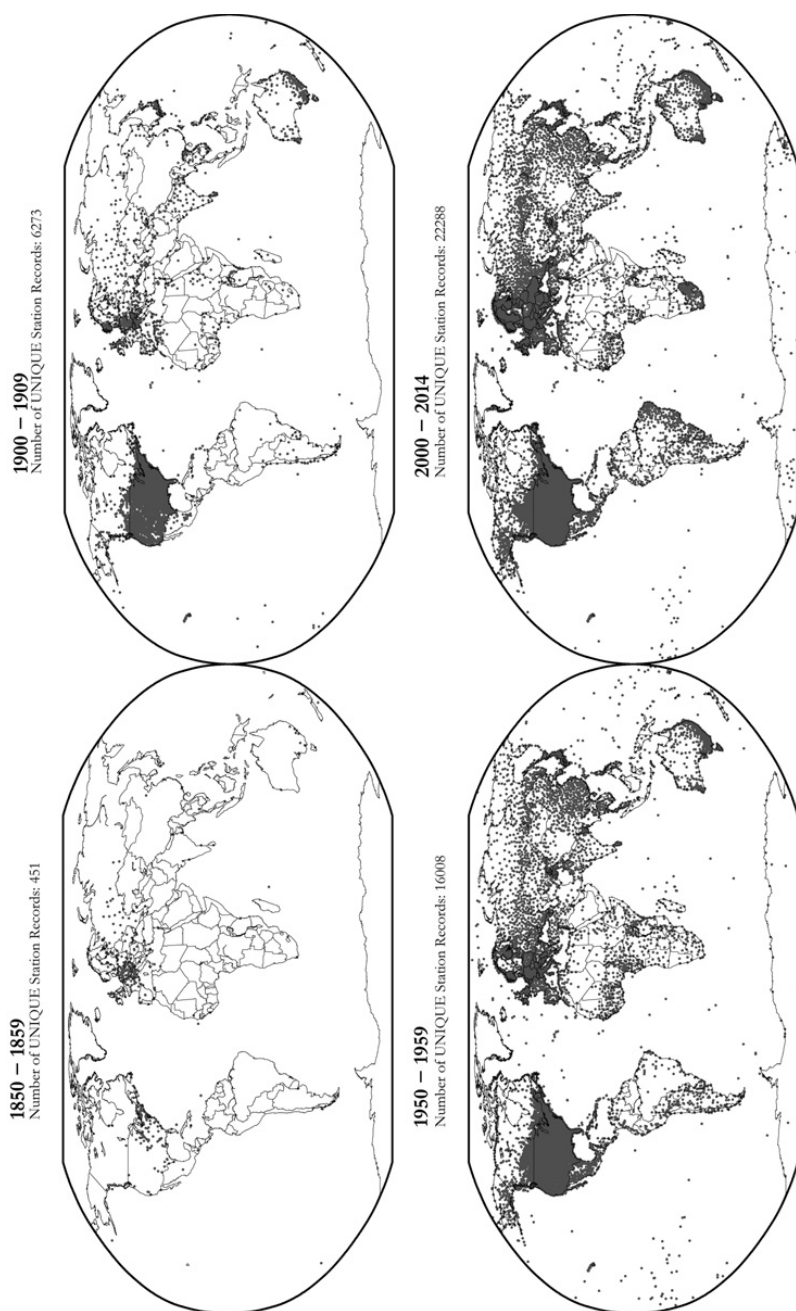 1850 – 1859
Number of UNIQUE Station Records: 451
1900 – 1909
Number of UNIQUE Station Records: 6273
1950 – 1959
Number of UNIQUE Station Records: 16008
2000 – 2014
Number of UNIQUE Station Records: 22288